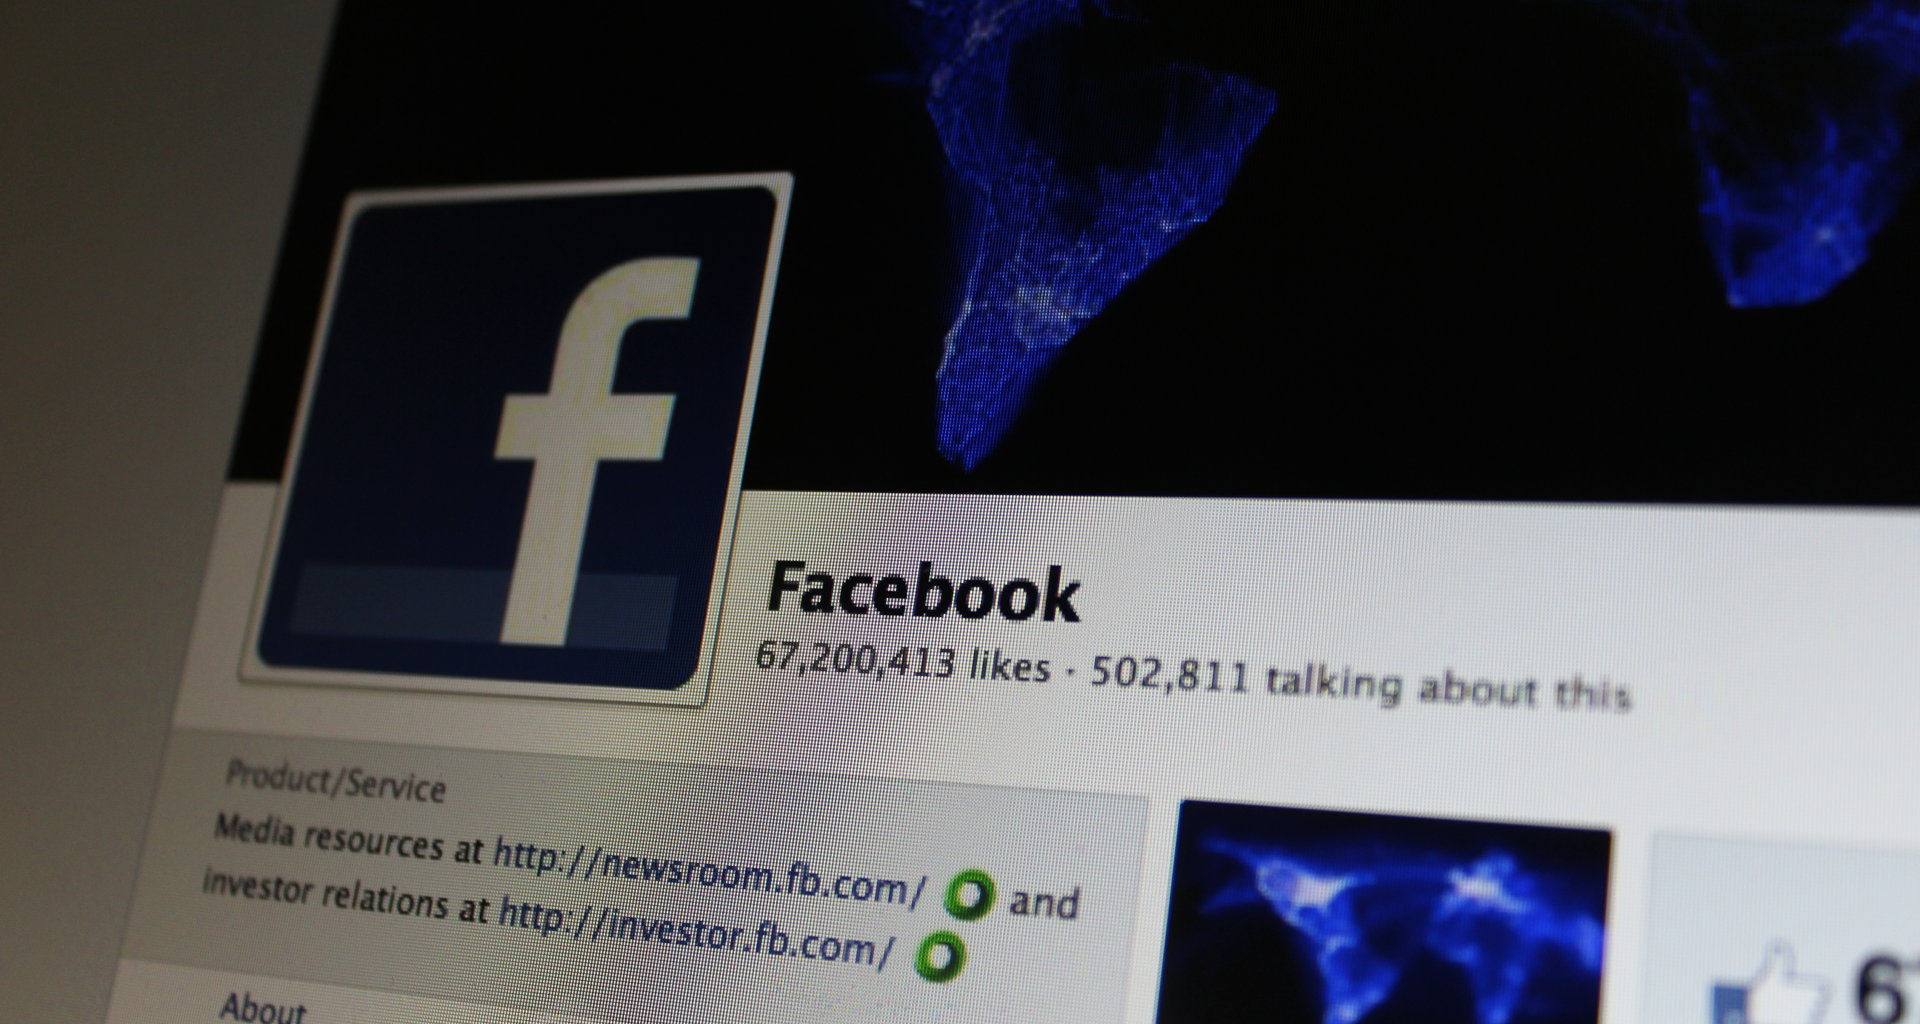 f
Facebook
67,200,413 likes · 502,811 talking about this
Product/Service
Media resources at http://newsroom.fb.com/ and
investor relations at http://investor.fb.com/
About